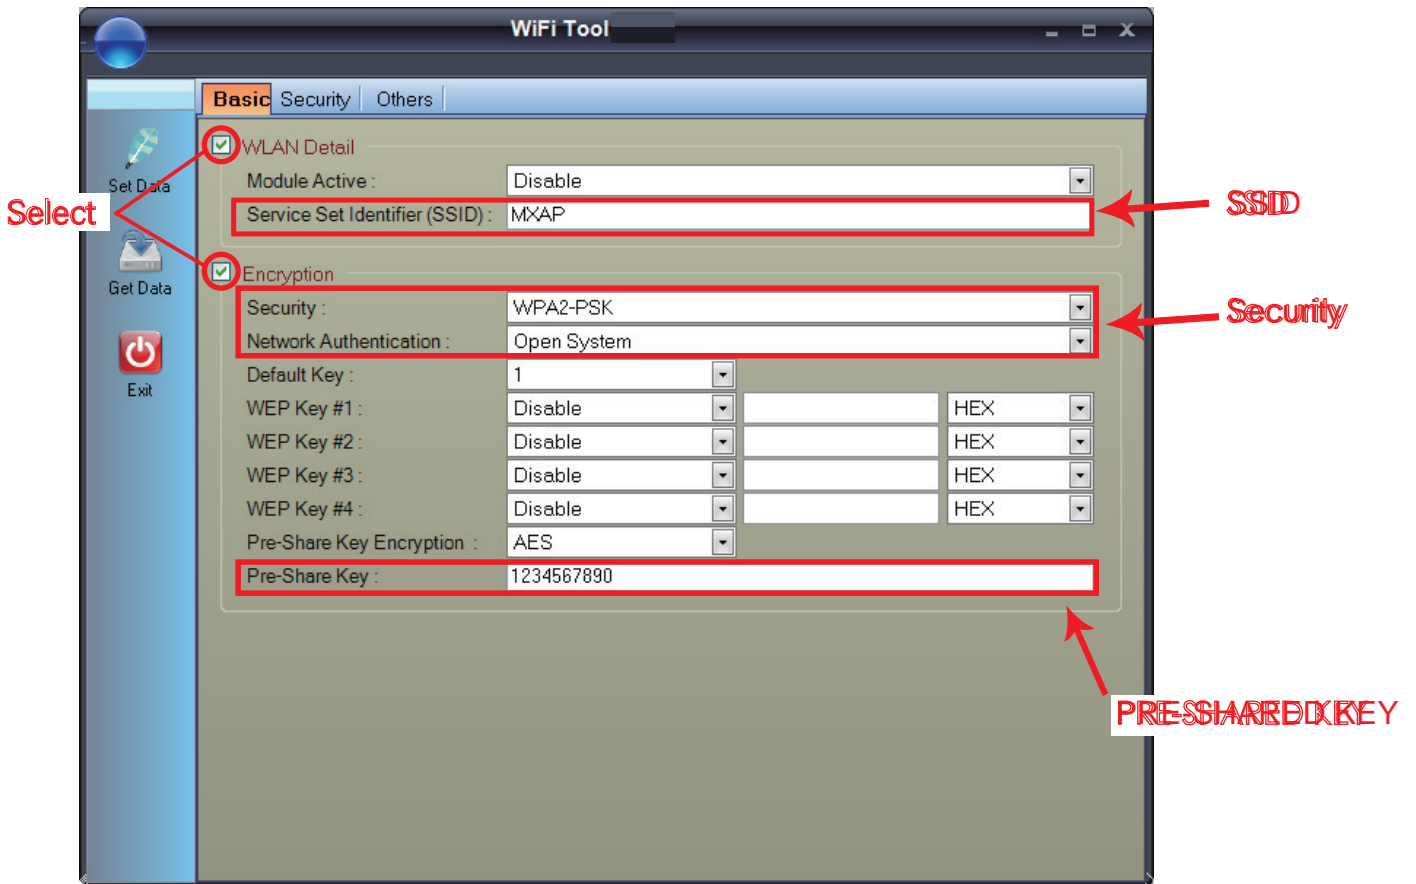 WiFi Tool
Basic Security Others
WLAN Detail
Set Data
Module Active : Disable
Select
Service Set Identifier (SSID) : MXAP
SSID
Encryption
Get Data
Security : WPA2-PSK
Security
Network Authentication : Open System
Exit
Default Key : 1
WEP Key #1 : Disable HEX
WEP Key #2 : Disable HEX
WEP Key #3 : Disable HEX
WEP Key #4 : Disable HEX
Pre-Share Key Encryption : AES
Pre-Share Key : 1234567890
PRE-SHARED KEY